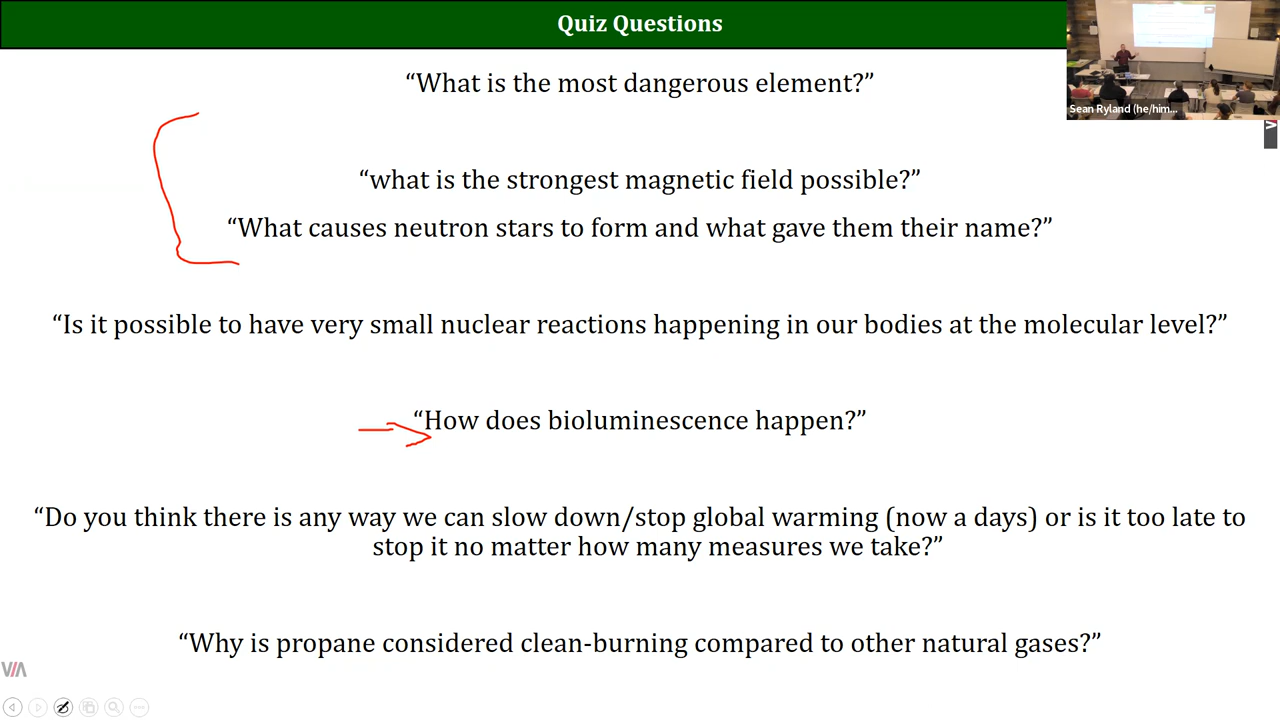 Quiz Questions
Sean Ryland (he/him...
“What is the most dangerous element?”
“what is the strongest magnetic field possible?”
“What causes neutron stars to form and what gave them their name?”
“Is it possible to have very small nuclear reactions happening in our bodies at the molecular level?”
“How does bioluminescence happen?”
“Do you think there is any way we can slow down/stop global warming (now a days) or is it too late to
stop it no matter how many measures we take?”
“Why is propane considered clean-burning compared to other natural gases?”
VIA